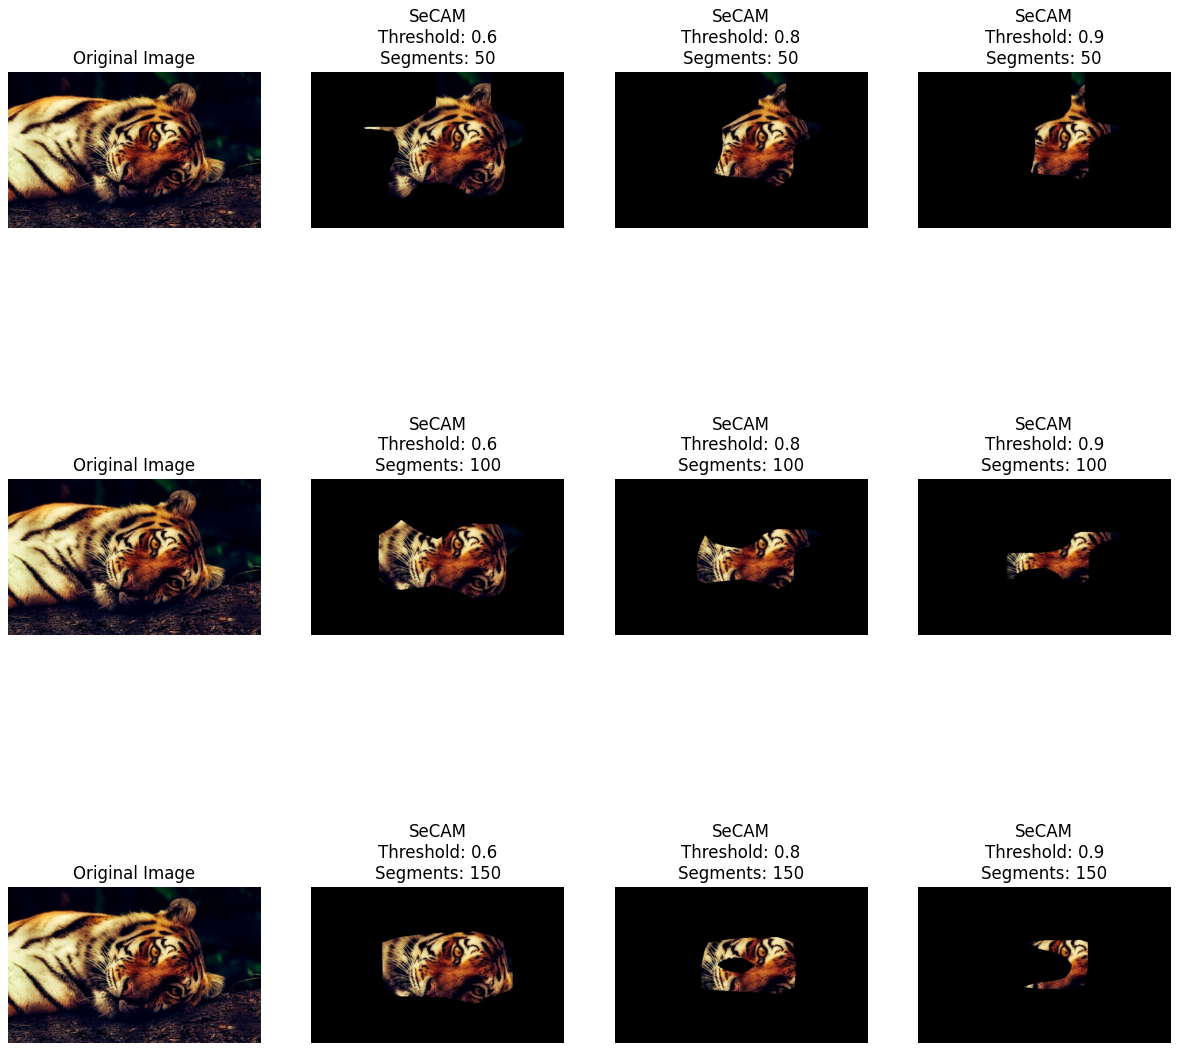 Original Image
SeCAM
Threshold: 0.6
Segments: 50
SeCAM
Threshold: 0.8
Segments: 50
SeCAM
Threshold: 0.9
Segments: 50
Original Image
SeCAM
Threshold: 0.6
Segments: 100
SeCAM
Threshold: 0.8
Segments: 100
SeCAM
Threshold: 0.9
Segments: 100
Original Image
SeCAM
Threshold: 0.6
Segments: 150
SeCAM
Threshold: 0.8
Segments: 150
SeCAM
Threshold: 0.9
Segments: 150